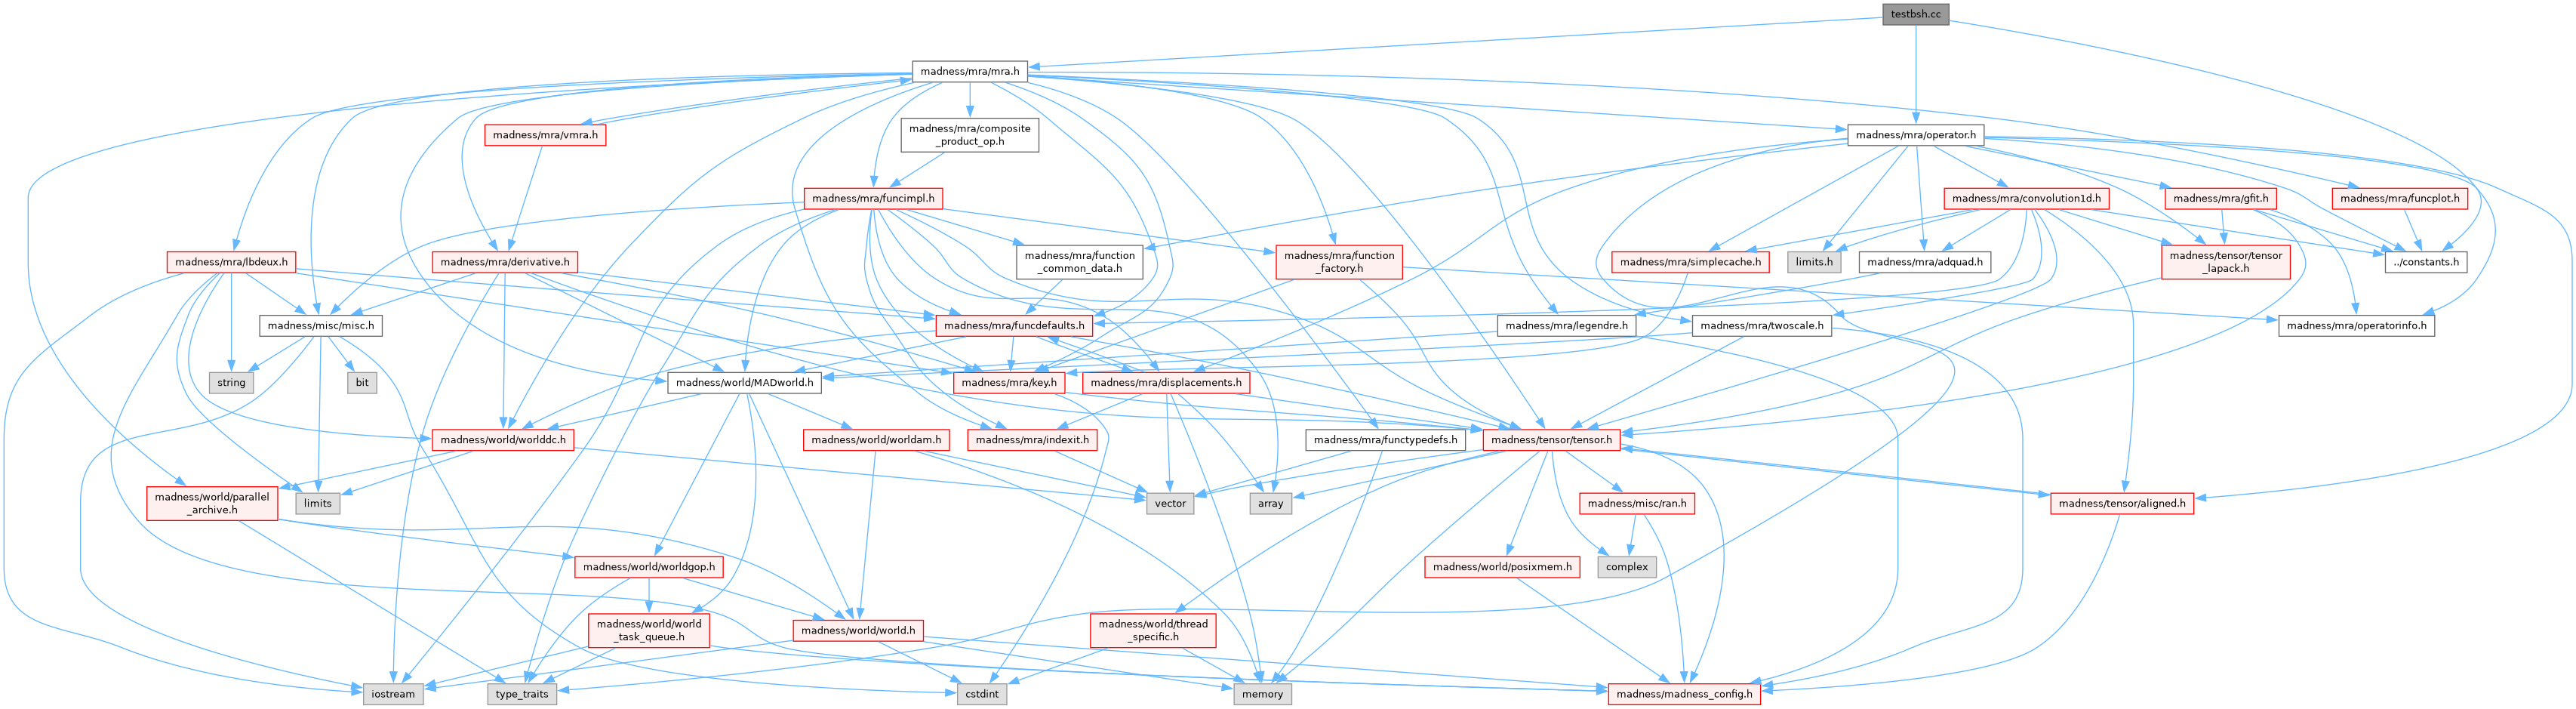 testbsh.cc
madness/mra/mra.h
madness/mra/vmra.h
madness/mra/composite
_product_op.h
madness/mra/operator.h
madness/mra/funcimpl.h
madness/mra/convolution1d.h
madness/mra/gfit.h
madness/mra/funcplot.h
madness/mra/lbdeux.h
madness/mra/derivative.h
madness/mra/function
_common_data.h
madness/mra/function
_factory.h
madness/mra/simplecache.h
limits.h
madness/mra/adquad.h
madness/tensor/tensor
_lapack.h
../constants.h
madness/misc/misc.h
madness/mra/funcdefaults.h
madness/mra/legendre.h
madness/mra/twoscale.h
madness/mra/operatorinfo.h
string
bit
madness/world/MADworld.h
madness/mra/key.h
madness/mra/displacements.h
madness/world/worlddc.h
madness/world/worldam.h
madness/mra/indexit.h
madness/mra/functypedefs.h
madness/tensor/tensor.h
madness/world/parallel
_archive.h
limits
vector
array
madness/misc/ran.h
madness/tensor/aligned.h
madness/world/worldgop.h
madness/world/posixmem.h
complex
madness/world/world
_task_queue.h
madness/world/world.h
madness/world/thread
_specific.h
iostream
type_traits
cstdint
memory
madness/madness_config.h